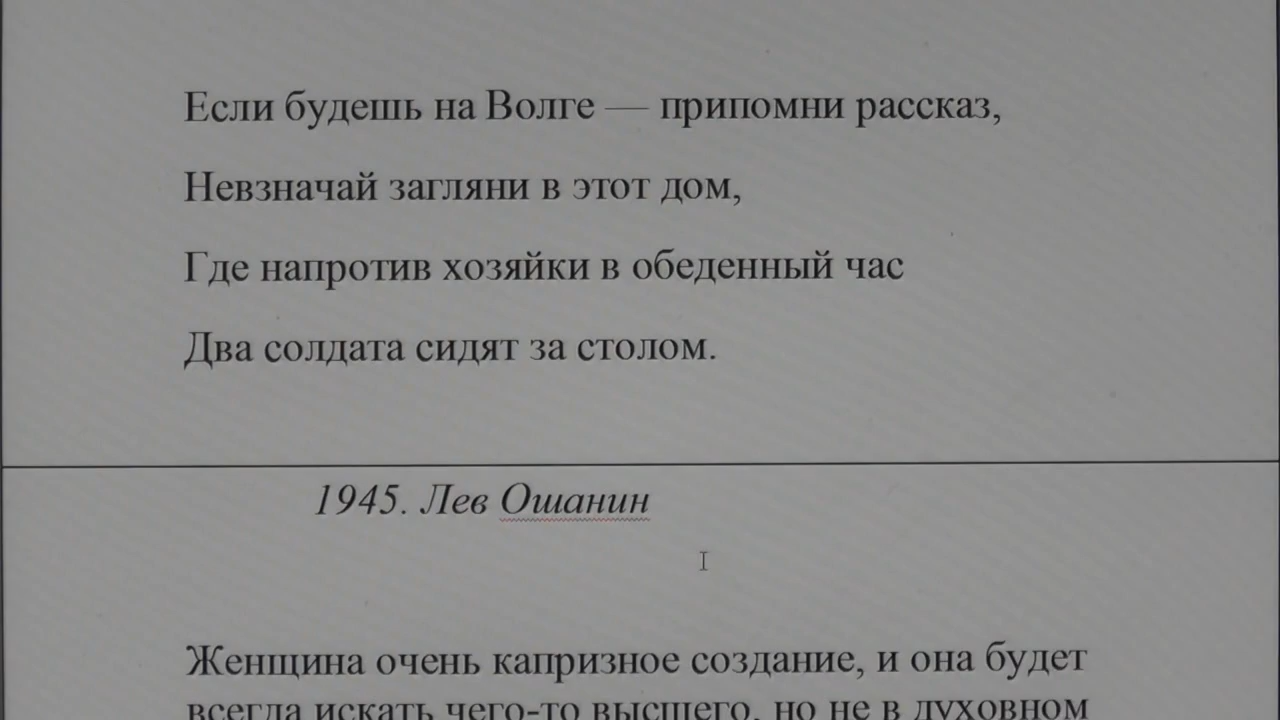 Если будешь на Волге — припомни рассказ,
Невзначай загляни в этот дом,
Где напротив хозяйки в обеденный час
Два солдата сидят за столом.
1945. Лев Ошанин
Женщина очень капризное создание, и она будет
всегда искать чего-то высшего, но не в духовном